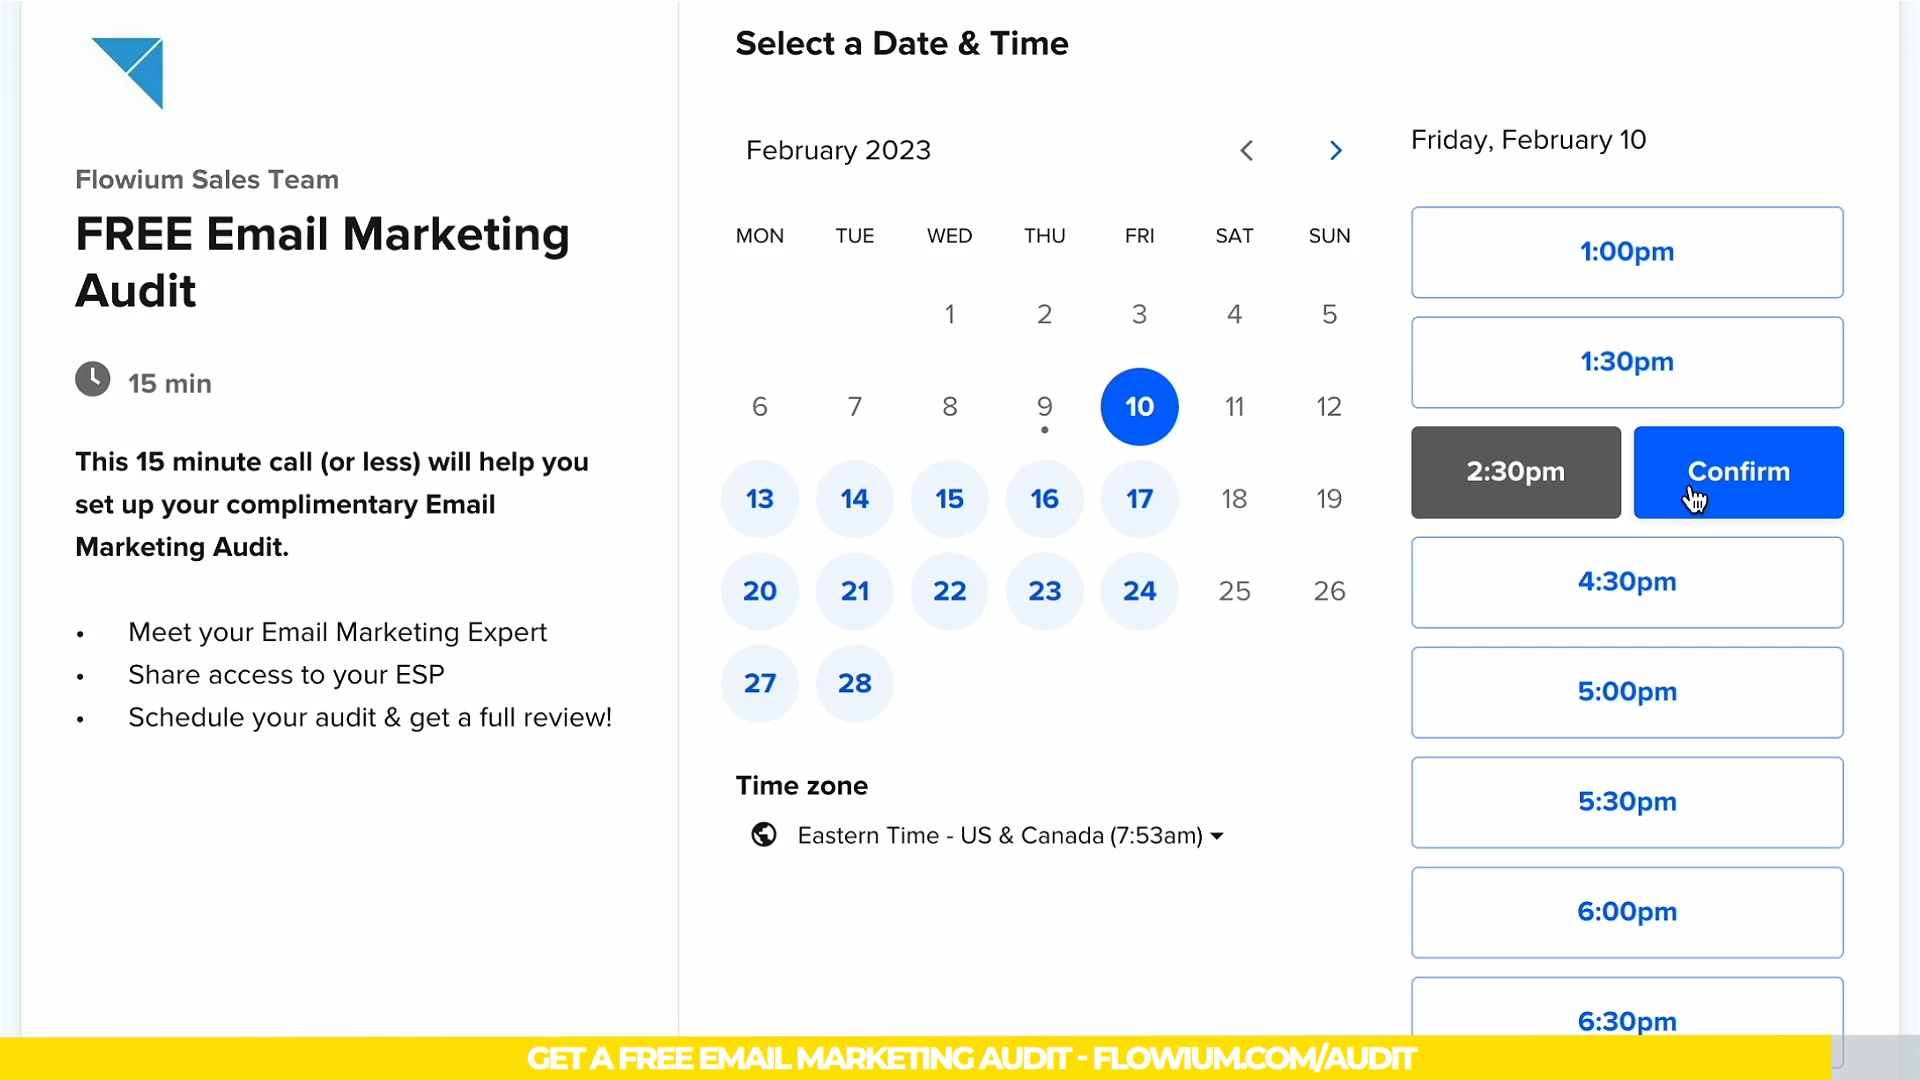 Flowium Sales Team
FREE Email Marketing
Audit
15 min
This 15 minute call (or less) will help you
set up your complimentary Email
Marketing Audit.
• Meet your Email Marketing Expert
• Share access to your ESP
• Schedule your audit & get a full review!
Select a Date & Time
February 2023
MON TUE WED THU FRI SAT SUN
1 2 3 4 5
6 7 8 9 10 11 12
13 14 15 16 17 18 19
20 21 22 23 24 25 26
27 28
Time zone
Eastern Time - US & Canada (7:53am)
Friday, February 10
1:00pm
1:30pm
2:30pm Confirm
4:30pm
5:00pm
5:30pm
6:00pm
6:30pm
GET A FREE EMAIL MARKETING AUDIT - FLOWIUM.COM/AUDIT